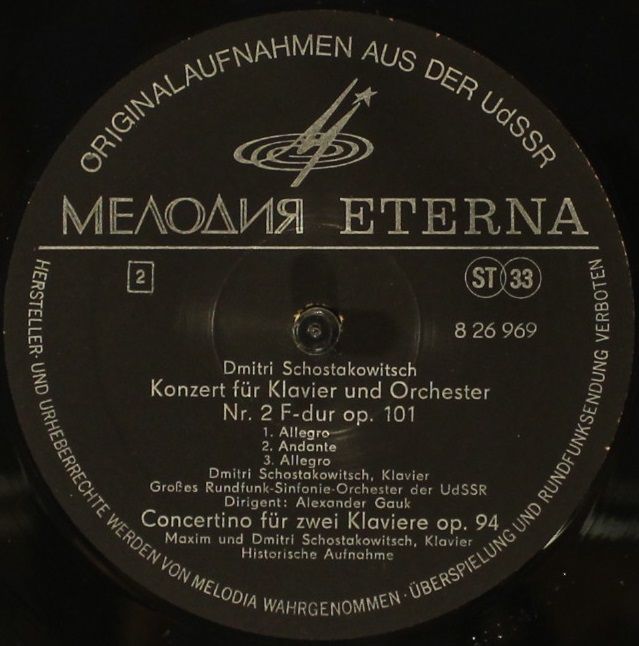 ORIGINALAUFNAHMEN AUS DER UdSSR
МЕЛОДИЯ ETERNA
2 ST 33
8 26 969
Dmitri Schostakowitsch
Konzert für Klavier und Orchester
Nr. 2 F-dur op. 101
1. Allegro
2. Andante
3. Allegro
Dmitri Schostakowitsch, Klavier
Großes Rundfunk-Sinfonie-Orchester der UdSSR
Dirigent: Alexander Gauk
Concertino für zwei Klaviere op. 94
Maxim und Dmitri Schostakowitsch, Klavier
Historische Aufnahme
HERSTELLER- UND URHEBERRECHTE WERDEN VON MELODIA WAHRGENOMMEN · ÜBERSPIELUNG UND RUNDFUNKSENDUNG VERBOTEN